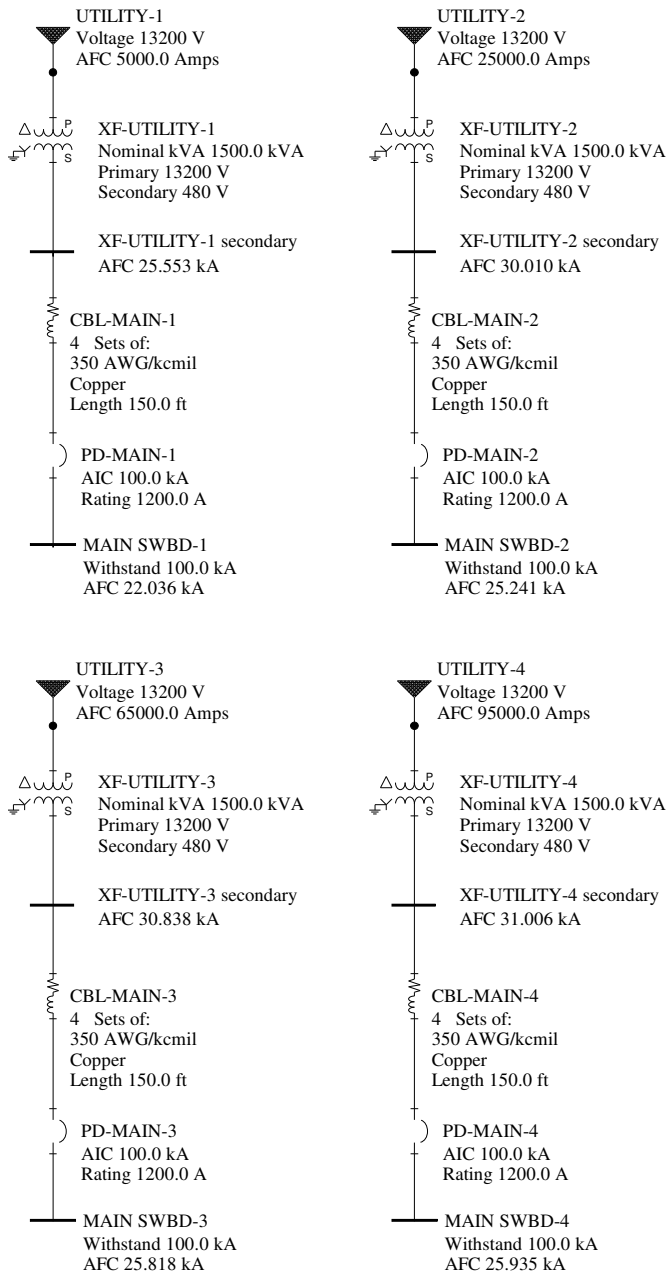 UTILITY-1
Voltage 13200 V
AFC 5000.0 Amps
P
S
XF-UTILITY-1
Nominal kVA 1500.0 kVA
Primary 13200 V
Secondary 480 V
XF-UTILITY-1 secondary
AFC 25.553 kA
CBL-MAIN-1
4 Sets of:
350 AWG/kcmil
Copper
Length 150.0 ft
PD-MAIN-1
AIC 100.0 kA
Rating 1200.0 A
MAIN SWBD-1
Withstand 100.0 kA
AFC 22.036 kA
UTILITY-2
Voltage 13200 V
AFC 25000.0 Amps
P
S
XF-UTILITY-2
Nominal kVA 1500.0 kVA
Primary 13200 V
Secondary 480 V
XF-UTILITY-2 secondary
AFC 30.010 kA
CBL-MAIN-2
4 Sets of:
350 AWG/kcmil
Copper
Length 150.0 ft
PD-MAIN-2
AIC 100.0 kA
Rating 1200.0 A
MAIN SWBD-2
Withstand 100.0 kA
AFC 25.241 kA
UTILITY-3
Voltage 13200 V
AFC 65000.0 Amps
P
S
XF-UTILITY-3
Nominal kVA 1500.0 kVA
Primary 13200 V
Secondary 480 V
XF-UTILITY-3 secondary
AFC 30.838 kA
CBL-MAIN-3
4 Sets of:
350 AWG/kcmil
Copper
Length 150.0 ft
PD-MAIN-3
AIC 100.0 kA
Rating 1200.0 A
MAIN SWBD-3
Withstand 100.0 kA
AFC 25.818 kA
UTILITY-4
Voltage 13200 V
AFC 95000.0 Amps
P
S
XF-UTILITY-4
Nominal kVA 1500.0 kVA
Primary 13200 V
Secondary 480 V
XF-UTILITY-4 secondary
AFC 31.006 kA
CBL-MAIN-4
4 Sets of:
350 AWG/kcmil
Copper
Length 150.0 ft
PD-MAIN-4
AIC 100.0 kA
Rating 1200.0 A
MAIN SWBD-4
Withstand 100.0 kA
AFC 25.935 kA